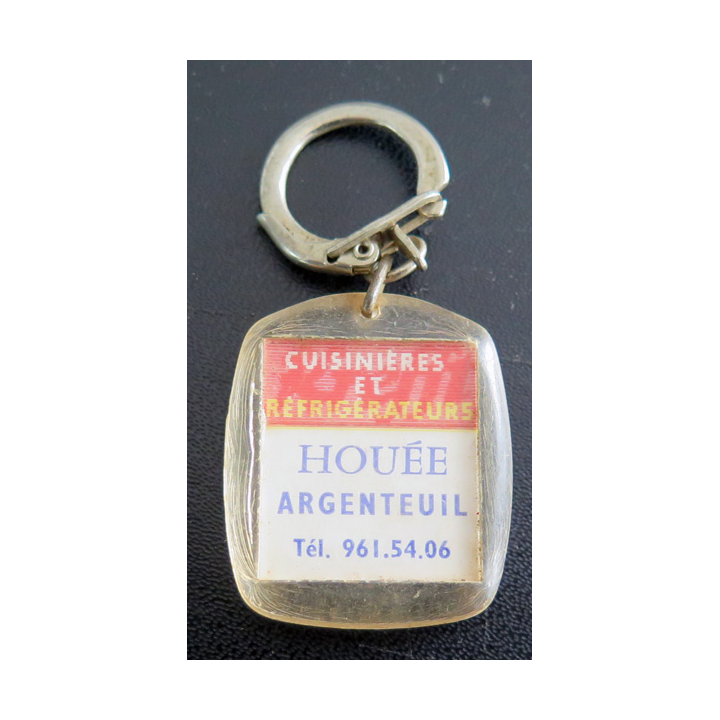 CUISINIÈRES
ET
RÉFRIGÉRATEURS
HOUÉE
ARGENTEUIL
Tél. 961.54.06